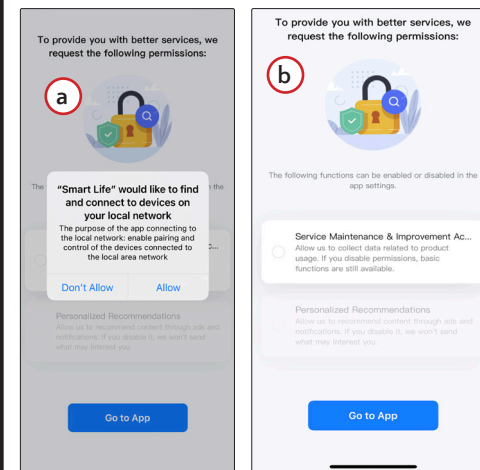 To provide you with better services, we
request the following permissions:
a
The
the
"Smart Life" would like to find
and connect to devices on
your local network
The purpose of the app connecting to
the local network: enable pairing and
control of the devices connected to
the local area network
c...
Don't Allow
Allow
Personalized Recommendations
Allow us to recommend content through ads and
notifications. If you disable it, we won't send
what may interest you.
Go to App
To provide you with better services, we
request the following permissions:
b
The following functions can be enabled or disabled in the
app settings.
Service Maintenance & Improvement Ac...
Allow us to collect data related to product
usage. If you disable permissions, basic
functions are still available.
Personalized Recommendations
Allow us to recommend content through ads and
notifications. If you disable it, we won't send
what may interest you.
Go to App